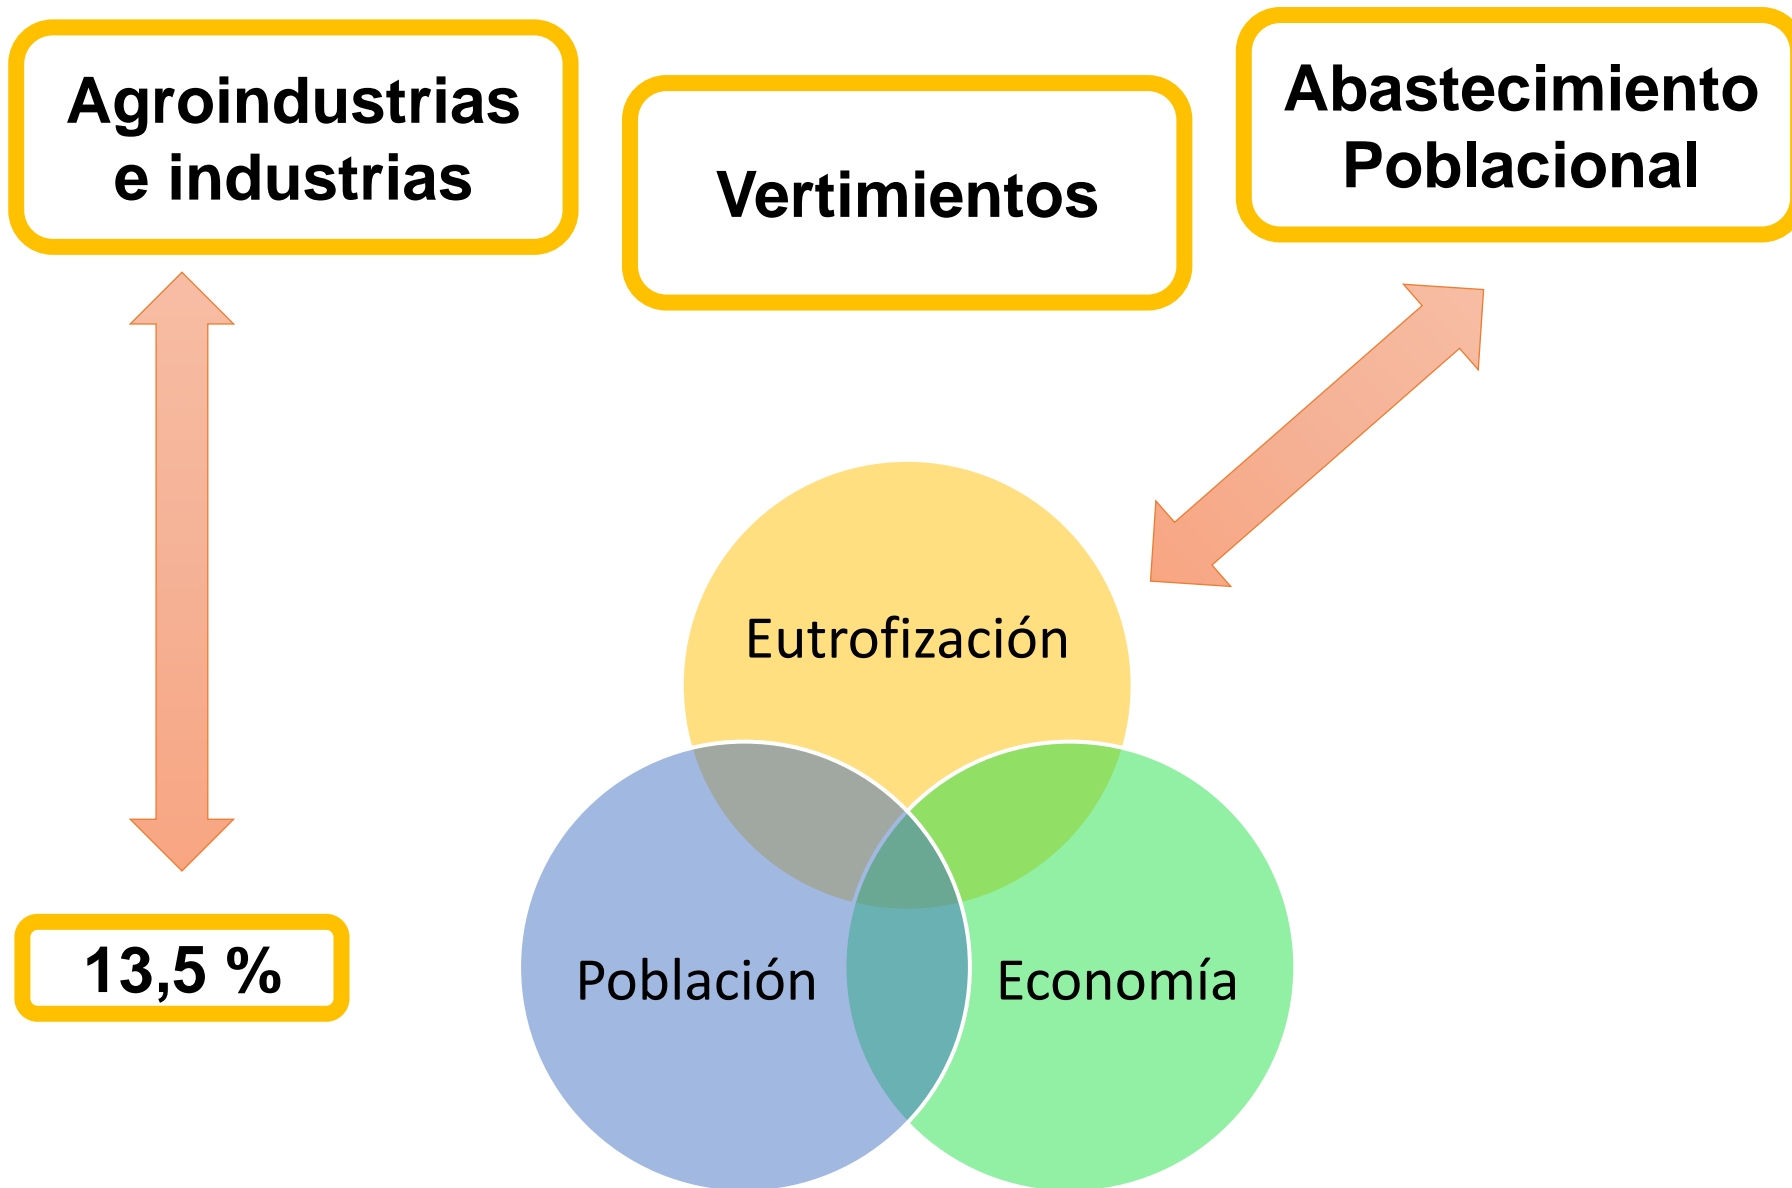 Agroindustrias
e industrias
Vertimientos
Abastecimiento
Poblacional
Eutrofización
Población
Economía
13,5 %